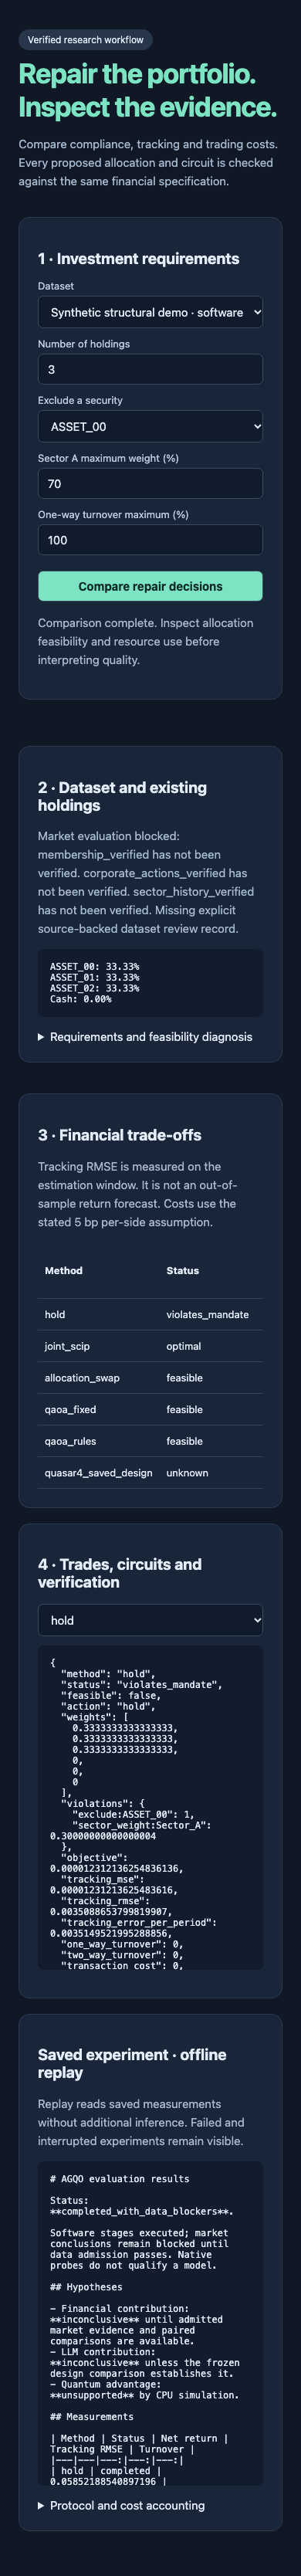 Verified research workflow
Repair the portfolio.
Inspect the evidence.
Compare compliance, tracking and trading costs.
Every proposed allocation and circuit is checked
against the same financial specification.
1 · Investment requirements
Dataset
Synthetic structural demo · software
Number of holdings
3
Exclude a security
ASSET_00
Sector A maximum weight (%)
70
One-way turnover maximum (%)
100
Compare repair decisions
Comparison complete. Inspect allocation
feasibility and resource use before
interpreting quality.
2 · Dataset and existing
holdings
Market evaluation blocked:
membership_verified has not been
verified. corporate_actions_verified has
not been verified. sector_history_verified
has not been verified. Missing explicit
source-backed dataset review record.
ASSET_00: 33.33%
ASSET_01: 33.33%
ASSET_02: 33.33%
Cash: 0.00%
▶ Requirements and feasibility diagnosis
3 · Financial trade-offs
Tracking RMSE is measured on the
estimation window. It is not an out-of-
sample return forecast. Costs use the
stated 5 bp per-side assumption.
Method Status
hold violates_mandate
joint_scip optimal
allocation_swap feasible
qaoa_fixed feasible
qaoa_rules feasible
quasar4_saved_design unknown
4 · Trades, circuits and
verification
hold
{
"method": "hold",
"status": "violates_mandate",
"feasible": false,
"action": "hold",
"weights": [
0.3333333333333333,
0.3333333333333333,
0.3333333333333333,
0,
0,
0
],
"violations": {
"exclude:ASSET_00": 1,
"sector_weight:Sector_A":
0.30000000000000004
},
"objective":
0.000012312136254836136,
"tracking_mse":
0.00001231213625483616,
"tracking_rmse":
0.0035088653799819907,
"tracking_error_per_period":
0.0035149521995288856,
"one_way_turnover": 0,
"two_way_turnover": 0,
"transaction_cost": 0,
Saved experiment · offline
replay
Replay reads saved measurements
without additional inference. Failed and
interrupted experiments remain visible.
# AGQO evaluation results
Status:
**completed_with_data_blockers**.
Software stages executed; market
conclusions remain blocked until
data admission passes. Native
probes do not qualify a model.
## Hypotheses
- Financial contribution:
**inconclusive** until admitted
market evidence and paired
comparisons are available.
- LLM contribution:
**inconclusive** unless the frozen
design comparison establishes it.
- Quantum advantage:
**unsupported** by CPU simulation.
## Measurements
| Method | Status | Net return |
Tracking RMSE | Turnover |
|---|---|---:|---:|---:|
| hold | completed |
0.05852188540897196 |
▶ Protocol and cost accounting